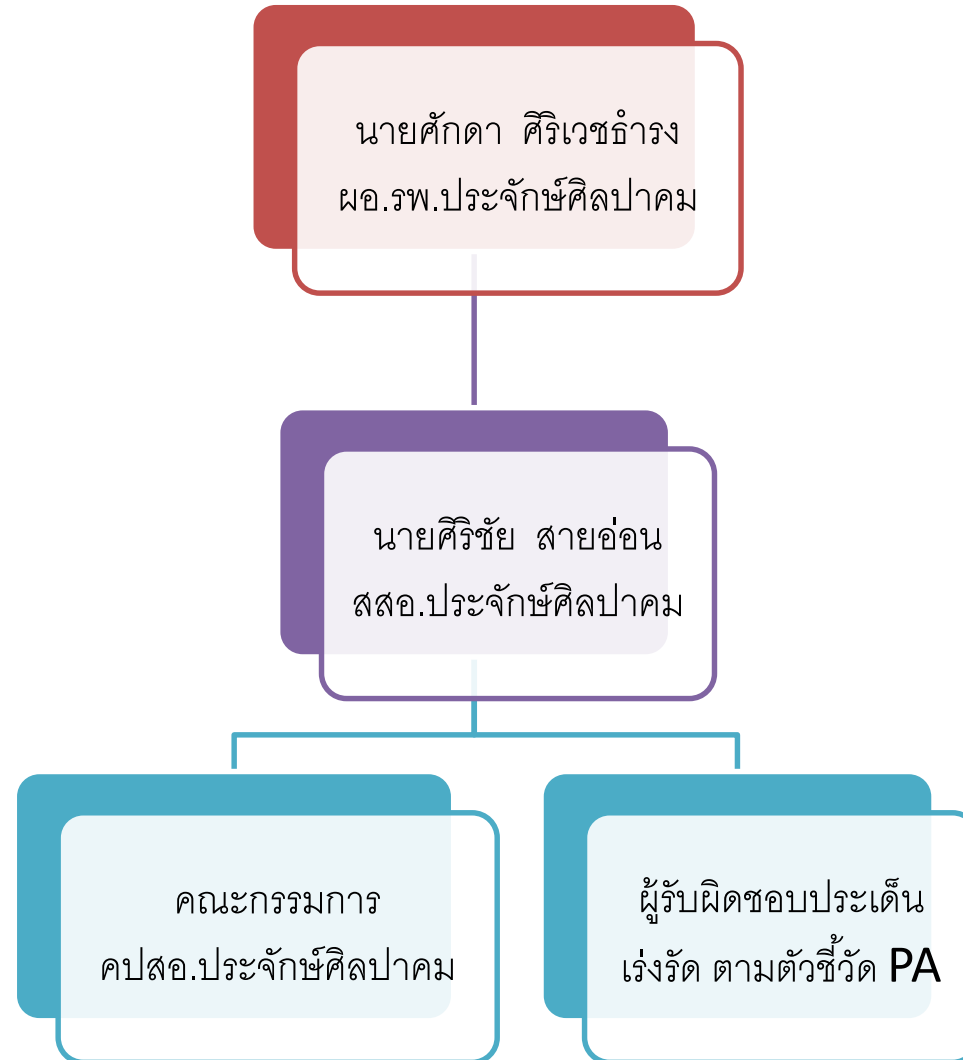 นายศักดา ศิริเวชธำรง
ผอ.รพ.ประจักษ์ศิลปาคม
นายศิริชัย สายอ่อน
สสอ.ประจักษ์ศิลปาคม
คณะกรรมการ
คปสอ.ประจักษ์ศิลปาคม
ผู้รับผิดชอบประเด็น
เร่งรัด ตามตัวชี้วัด PA